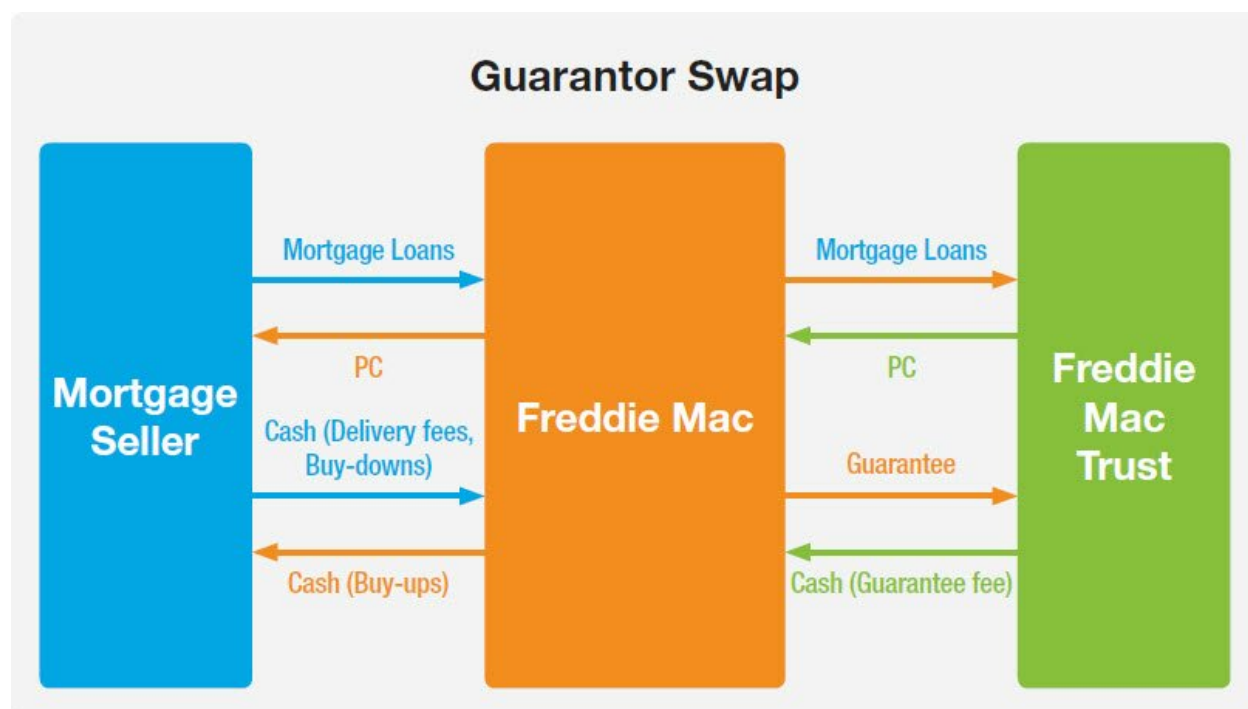 Guarantor Swap
Mortgage Loans
Mortgage Loans
PC
PC
Mortgage
Seller
Cash (Delivery fees,
Buy-downs)
Freddie Mac
Guarantee
Freddie
Mac
Trust
Cash (Buy-ups)
Cash (Guarantee fee)